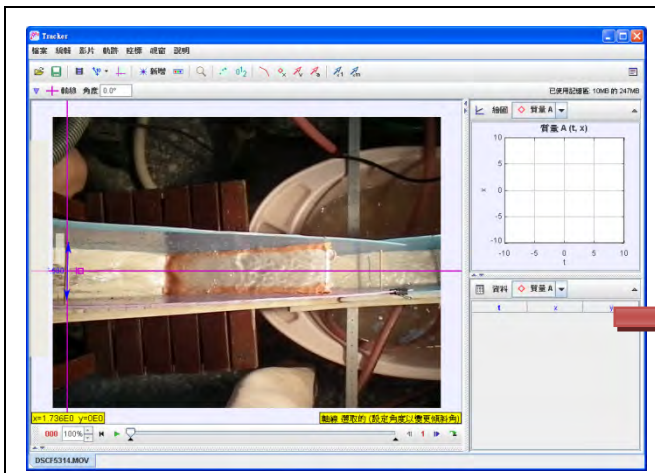 Tracker
檔案 編輯 影片 軌跡 座標 視窗 說明
新增
軸線 角度 0.0°
已使用記憶區: 10MB 的 247MB
繪圖 質量 A
質量 A (t, x)
10
5
0
-5
-10
x
-10 -5 0 5 10
t
資料 質量 A
t x y
x=1.736E0 y=0E0
軸線 選取的 (設定角度以變更傾斜角)
000 100% 1
DSCF5314.MOV